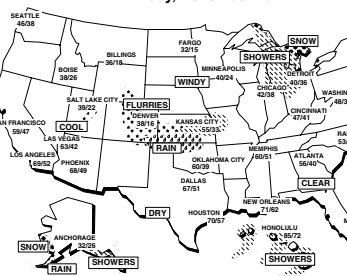 SEATTLE
46/38
FARGO
32/15
SNOW
BILLINGS
36/18
SHOWERS
BOISE
38/26
MINNEAPOLIS
40/24
DETROIT
40/36
WINDY
CHICAGO
42/38
SALT LAKE CITY
39/22
FLURRIES
DENVER
38/16
CINCINNATI
47/41
KANSAS CITY
55/33
59/47
COOL
LAS VEGAS
63/42
RAIN
MEMPHIS
60/51
LOS ANGELES
69/52
PHOENIX
68/49
OKLAHOMA CITY
60/39
ATLANTA
56/40
DALLAS
67/51
CLEAR
NEW ORLEANS
71/62
DRY
HOUSTON
70/57
HONOLULU
85/72
ANCHORAGE
32/26
SNOW
SHOWERS
RAIN
SHOWERS